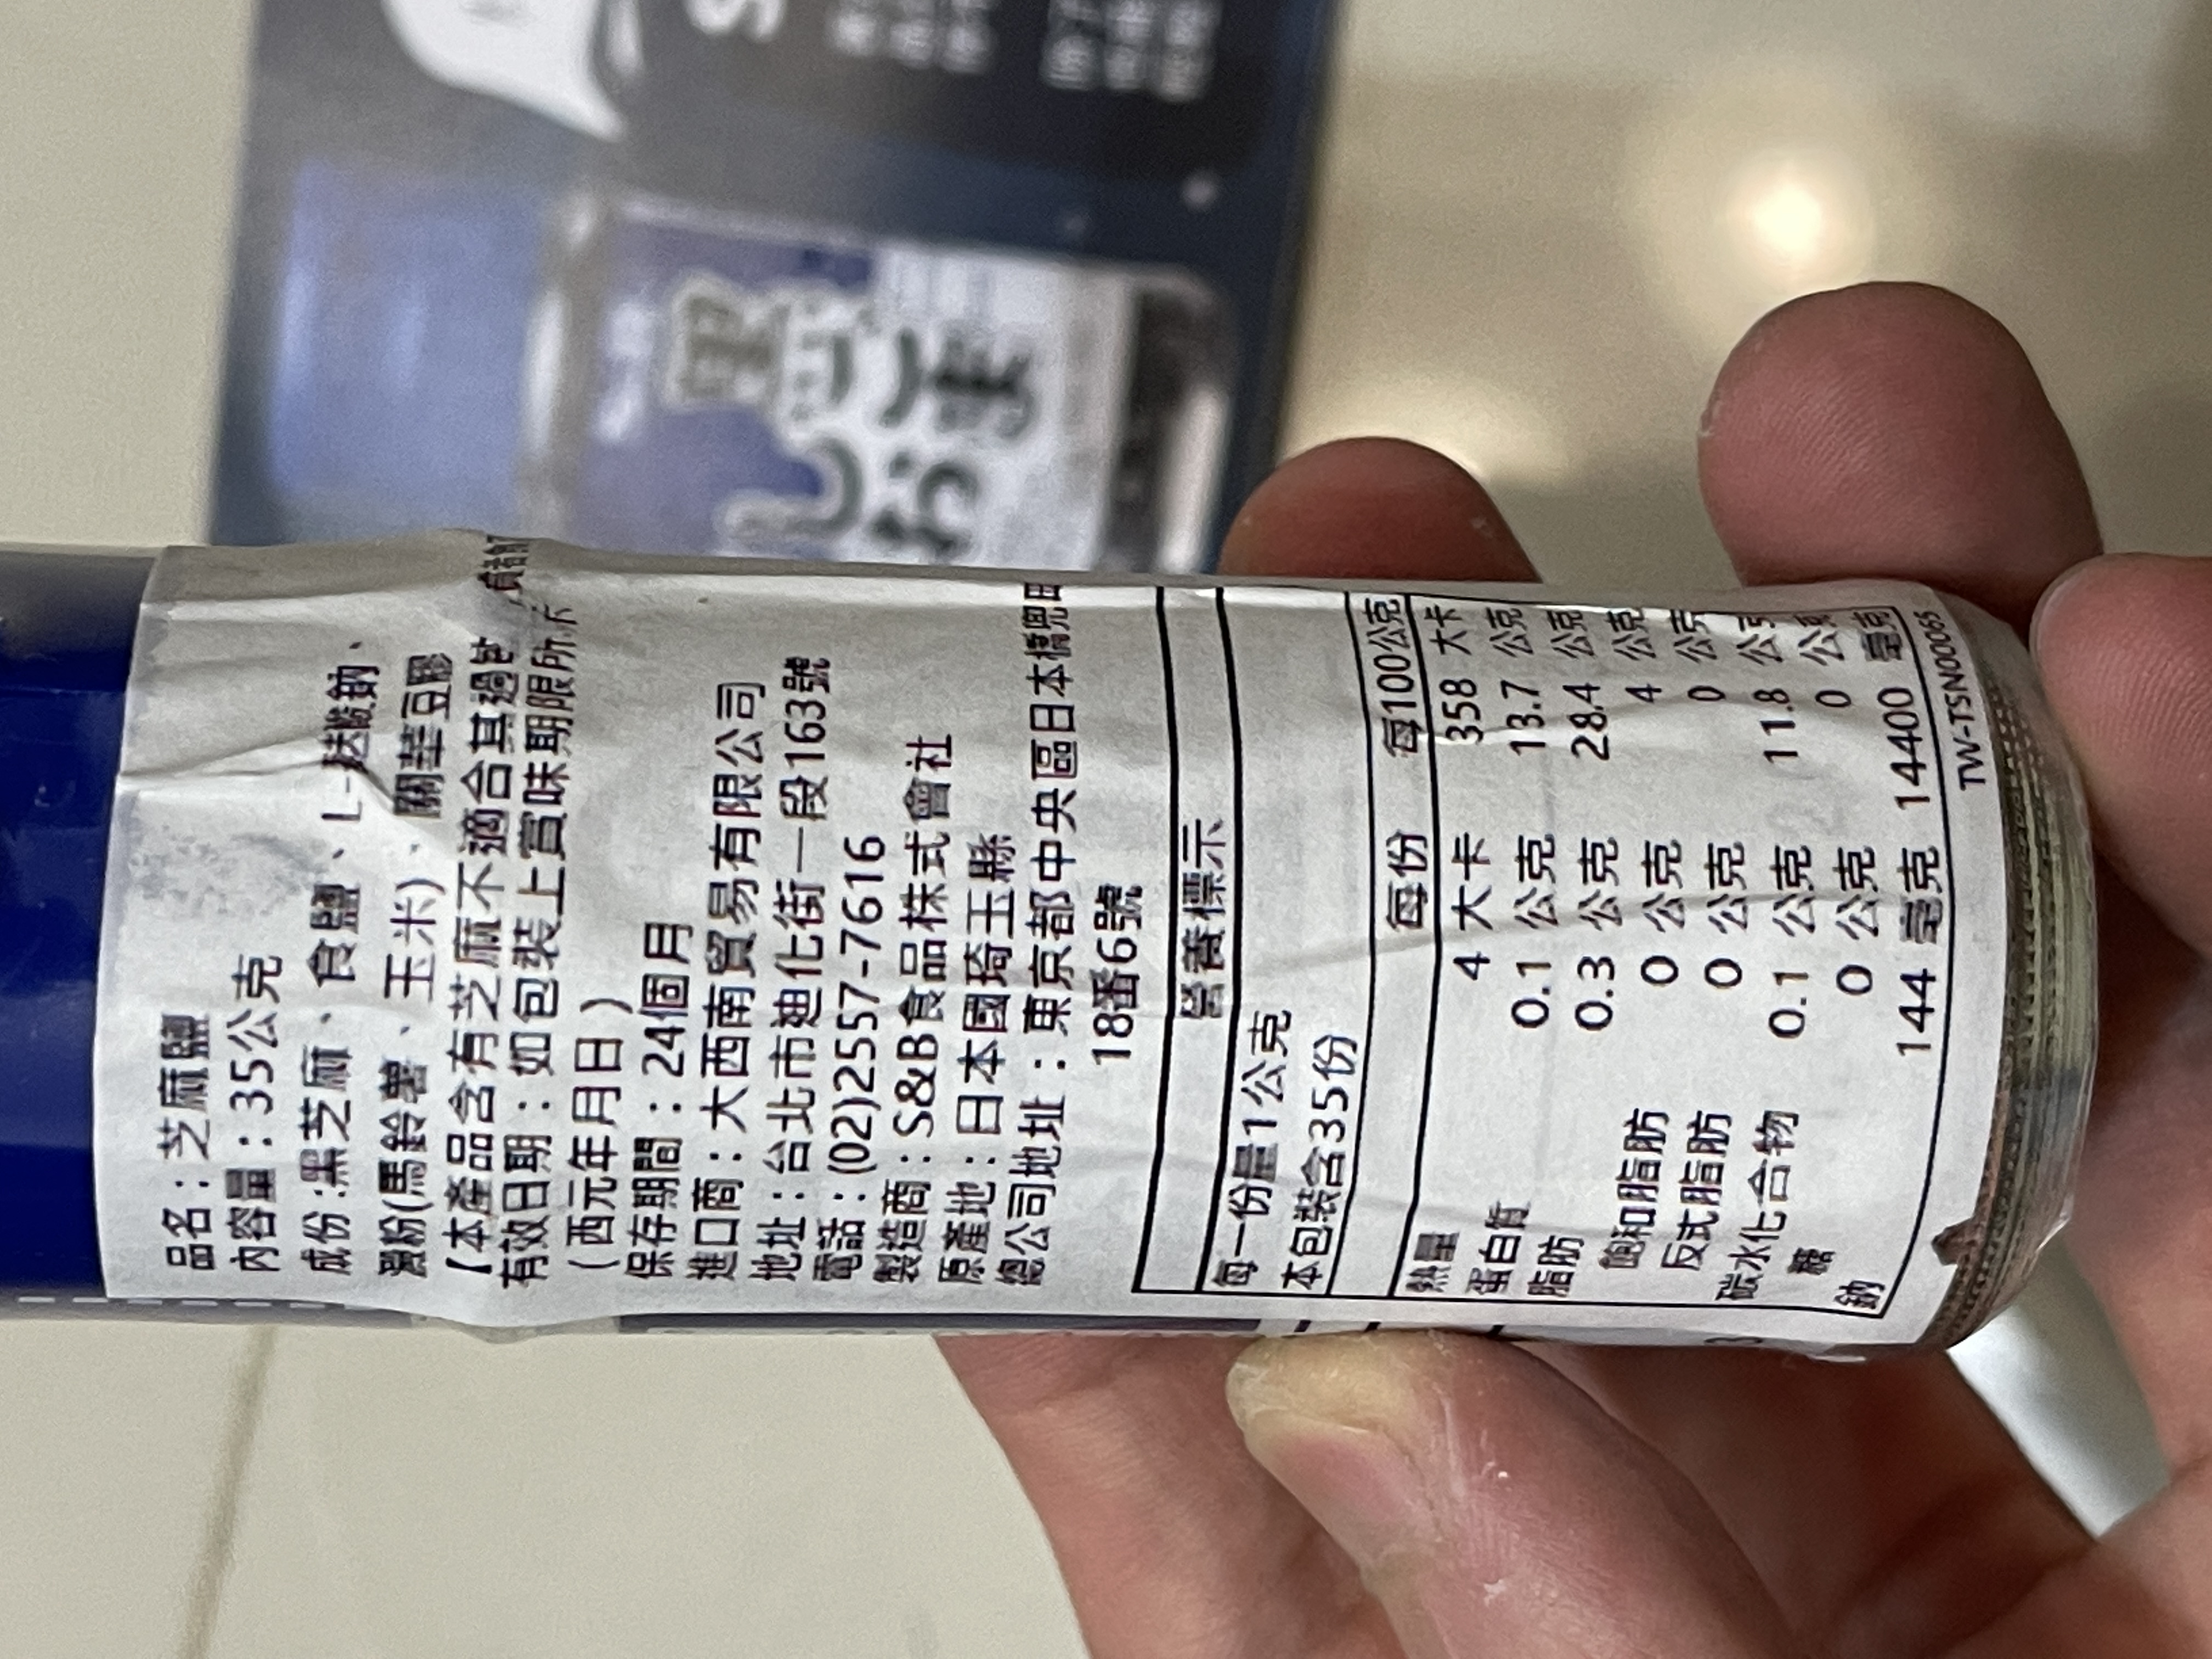 品名：芝麻鹽
內容量：35公克
成份:黑芝麻、食鹽、L-麩酸鈉、
澱粉(馬鈴薯、玉米)、關華豆膠
【本產品含有芝麻不適合其過敏
有效日期：如包裝上賞味期限所示
（西元年月日）
保存期間：24個月
進口商：大西南貿易有限公司
地址：台北市迪化街一段163號
電話：(02)2557-7616
製造商：S&B食品株式會社
原產地：日本國琦玉縣
總公司地址：東京都中央區日本橋兜町
18番6號
營養標示
每一份量1公克
本包裝含35份
每份 每100公克
熱量 4 大卡 358 大卡
蛋白質 0.1 公克 13.7 公克
脂肪 0.3 公克 28.4 公克
飽和脂肪 0 公克 4 公克
反式脂肪 0 公克 0 公克
碳水化合物 0.1 公克 11.8 公克
糖 0 公克 0 公克
鈉 144 毫克 14400 毫克
TW-TSN00065